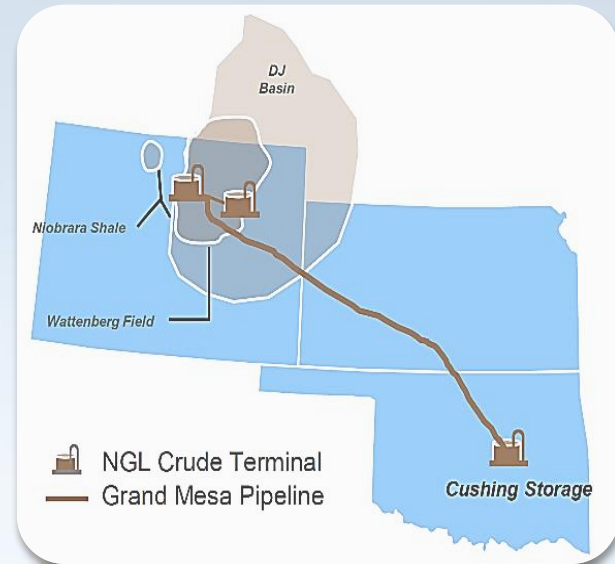 DJ
Basin
Niobrara Shale
Wattenberg Field
NGL Crude Terminal
Grand Mesa Pipeline
Cushing Storage